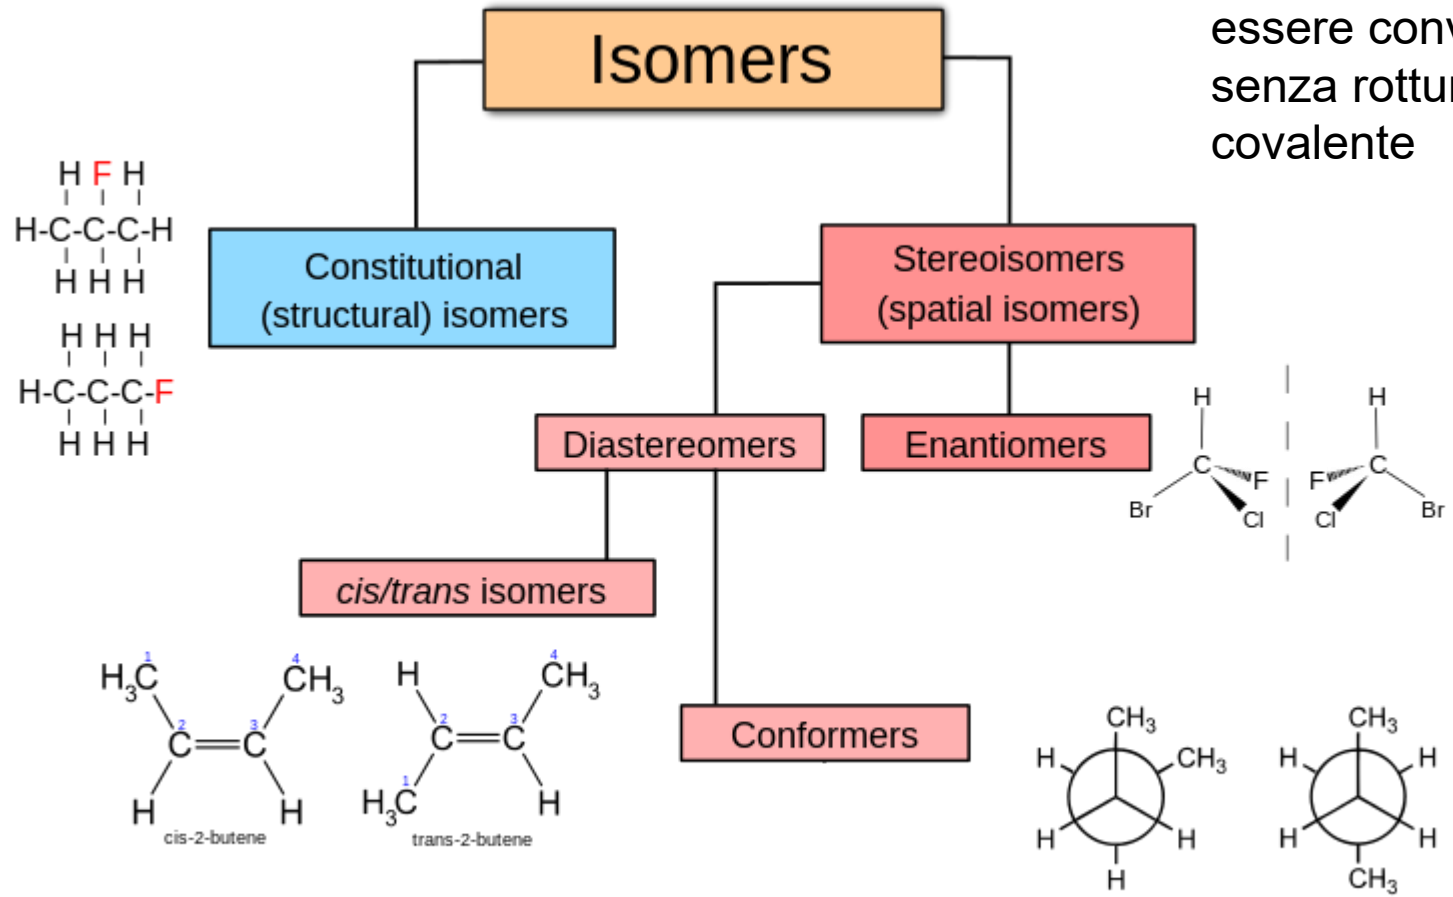 Isomers
essere conv
senza rottur
covalente
H F H
H-C-C-C-H
H H H
H H H
H-C-C-C-F
H H H
Constitutional
(structural) isomers
Stereoisomers
(spatial isomers)
Diastereomers
Enantiomers
H
C
F
Br
Cl
H
F
C
Cl
Br
cis/trans isomers
1
H3C
4
CH3
2
3
C
C
H
H
cis-2-butene
H
4
CH3
2
3
C
C
1
H3C
H
trans-2-butene
Conformers
CH3
H
CH3
H
H
H
CH3
H
H
H
H
CH3